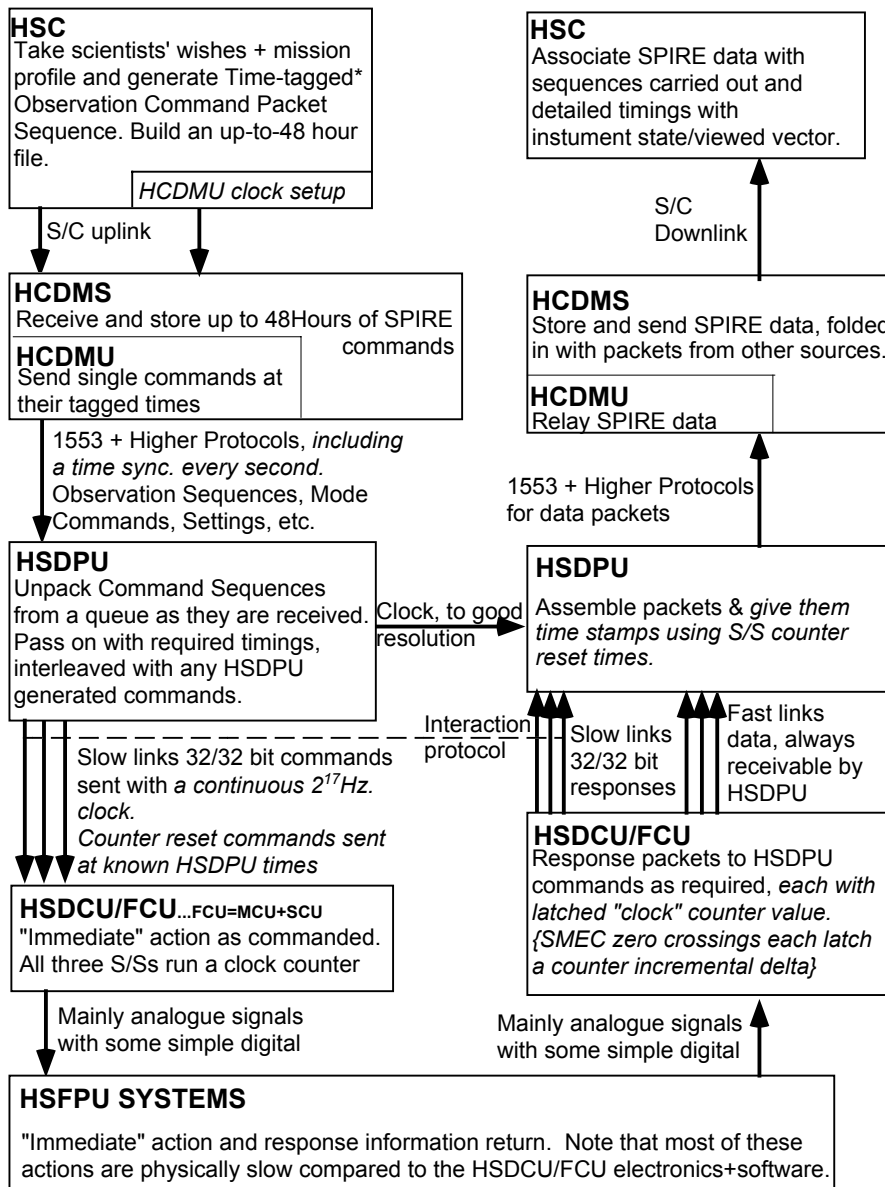 HSC
Take scientists' wishes + mission
profile and generate Time-tagged*
Observation Command Packet
Sequence. Build an up-to-48 hour
file.
HCDMU clock setup
S/C uplink
HCDMS
Receive and store up to 48Hours of SPIRE
commands
HCDMU
Send single commands at
their tagged times
1553 + Higher Protocols, including
a time sync. every second.
Observation Sequences, Mode
Commands, Settings, etc.
HSDPU
Unpack Command Sequences
from a queue as they are received.
Pass on with required timings,
interleaved with any HSDPU
generated commands.
Clock, to good
resolution
Slow links 32/32 bit commands
sent with a continuous 2¹⁷Hz.
clock.
Counter reset commands sent
at known HSDPU times
Interaction
protocol
HSDCU/FCU...FCU=MCU+SCU
"Immediate" action as commanded.
All three S/Ss run a clock counter
Mainly analogue signals
with some simple digital
HSFPU SYSTEMS
"Immediate" action and response information return.  Note that most of these
actions are physically slow compared to the HSDCU/FCU electronics+software.
HSC
Associate SPIRE data with
sequences carried out and
detailed timings with
instument state/viewed vector.
S/C
Downlink
HCDMS
Store and send SPIRE data, folded
in with packets from other sources.
HCDMU
Relay SPIRE data
1553 + Higher Protocols
for data packets
HSDPU
Assemble packets & give them
time stamps using S/S counter
reset times.
Slow links
32/32 bit
responses
Fast links
data, always
receivable by
HSDPU
HSDCU/FCU
Response packets to HSDPU
commands as required, each with
latched "clock" counter value.
{SMEC zero crossings each latch
a counter incremental delta}
Mainly analogue signals
with some simple digital